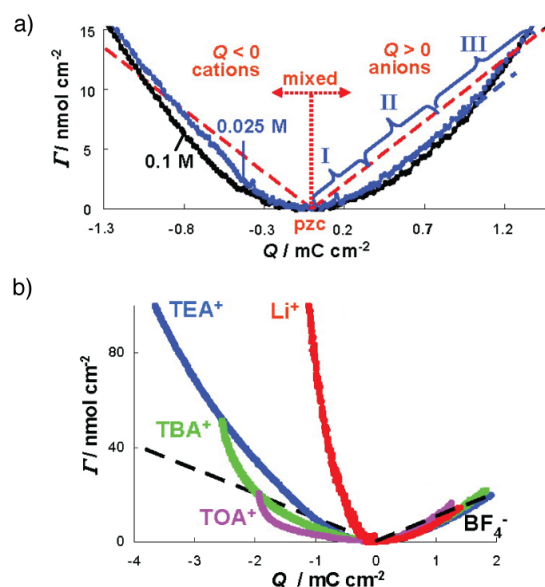 a)
15
10
5
0
Γ / nmol cm-2
Q < 0
cations
Q > 0
anions
mixed
I
II
III
0.025 M
0.1 M
pzc
-1.3
-0.8
-0.3
0.2
0.7
1.2
Q / mC cm-2
b)
80
40
0
Γ / nmol cm-2
TEA+
Li+
TBA+
TOA+
BF4-
-4
-3
-2
-1
0
1
2
Q / mC cm-2